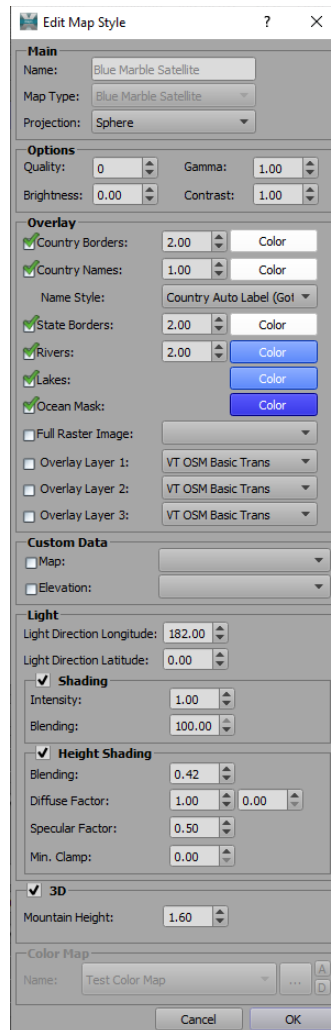 Edit Map Style ? X
Main
Name: Blue Marble Satellite
Map Type: Blue Marble Satellite
Projection: Sphere
Options
Quality: 0 Gamma: 1.00
Brightness: 0.00 Contrast: 1.00
Overlay
Country Borders: 2.00 Color
Country Names: 1.00 Color
Name Style: Country Auto Label (Got
State Borders: 2.00 Color
Rivers: 2.00 Color
Lakes: Color
Ocean Mask: Color
Full Raster Image:
Overlay Layer 1: VT OSM Basic Trans
Overlay Layer 2: VT OSM Basic Trans
Overlay Layer 3: VT OSM Basic Trans
Custom Data
Map:
Elevation:
Light
Light Direction Longitude: 182.00
Light Direction Latitude: 0.00
Shading
Intensity: 1.00
Blending: 100.00
Height Shading
Blending: 0.42
Diffuse Factor: 1.00 0.00
Specular Factor: 0.50
Min. Clamp: 0.00
3D
Mountain Height: 1.60
Color Map
Name: Test Color Map ... A
D
Cancel OK